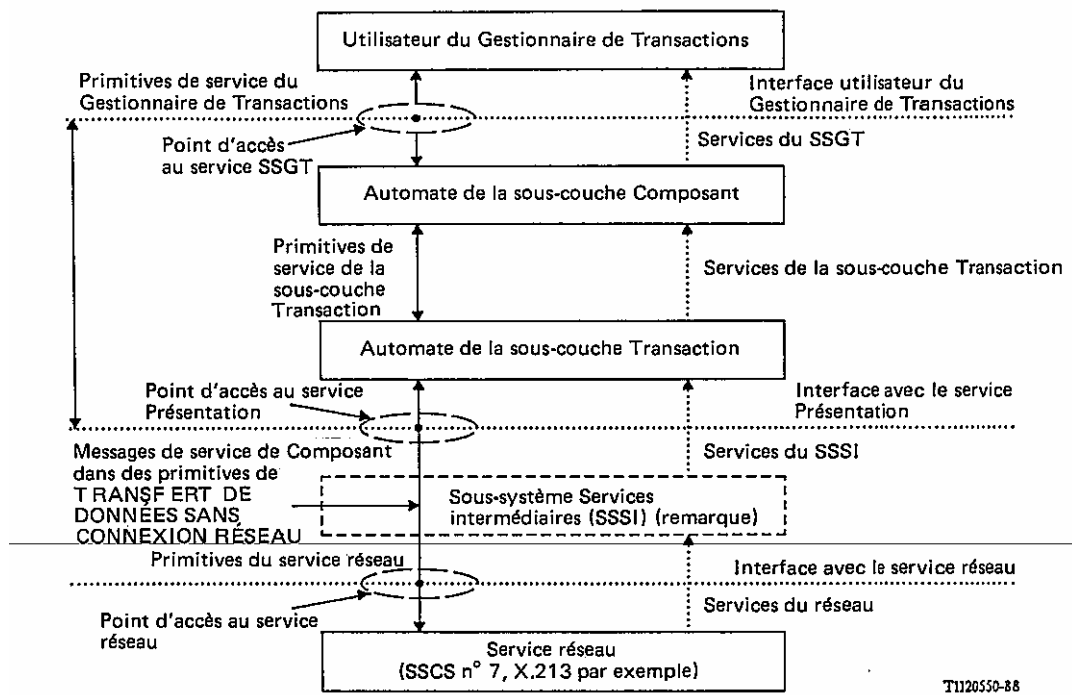 Utilisateur du Gestionnaire de Transactions
Primitives de service du
Gestionnaire de Transactions
Interface utilisateur du
Gestionnaire de Transactions
Point d'accès
au service SSGT
Services du SSGT
Automate de la sous-couche Composant
Primitives de
service de la
sous-couche
Transaction
Services de la sous-couche Transaction
Automate de la sous-couche Transaction
Point d'accès au service
Présentation
Interface avec le service
Présentation
Messages de service de Composant
dans des primitives de
TRANSFERT DE
DONNÉES SANS
CONNEXION RÉSEAU
Services du SSSI
Sous-système Services
intermédiaires (SSSI) (remarque)
Primitives du service réseau
Interface avec le service réseau
Point d'accès au service
réseau
Services du réseau
Service réseau
(SSCS n° 7, X.213 par exemple)
T1120550-88